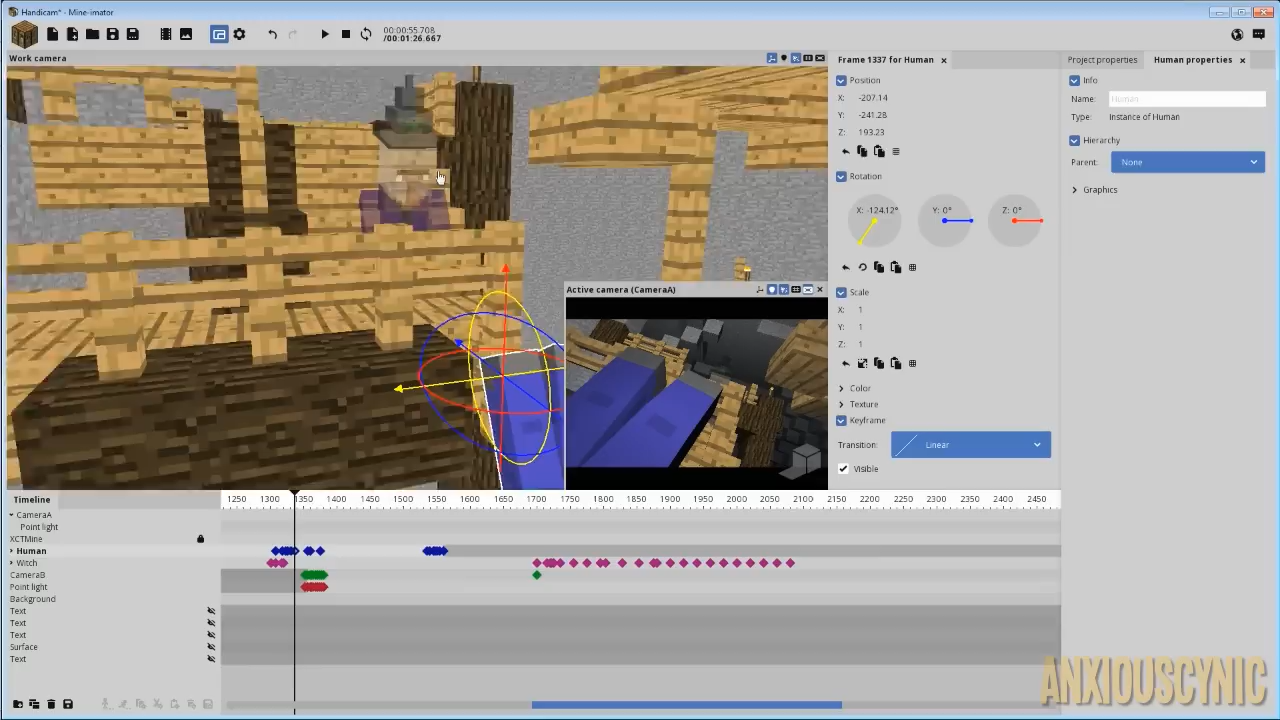 Handicam* - Mine-imator
00:00:55.708
/00:01:26.667
Work camera
Frame 1337 for Human
Project properties
Human properties
Position
X: -207.14
Y: -241.28
Z: 193.23
Rotation
X: -124.12°
Y: 0°
Z: 0°
Scale
X: 1
Y: 1
Z: 1
Color
Texture
Keyframe
Transition: Linear
Visible
Info
Name: Human
Type: Instance of Human
Hierarchy
Parent: None
Graphics
Active camera (CameraA)
Timeline
1250 1300 1350 1400 1450 1500 1550 1600 1650 1700 1750 1800 1850 1900 1950 2000 2050 2100 2150 2200 2250 2300 2350 2400 2450
CameraA
Point light
XCTMine
Human
Witch
CameraB
Point light
Background
Text
Text
Text
Surface
Text
ANXIOUSCYNIC